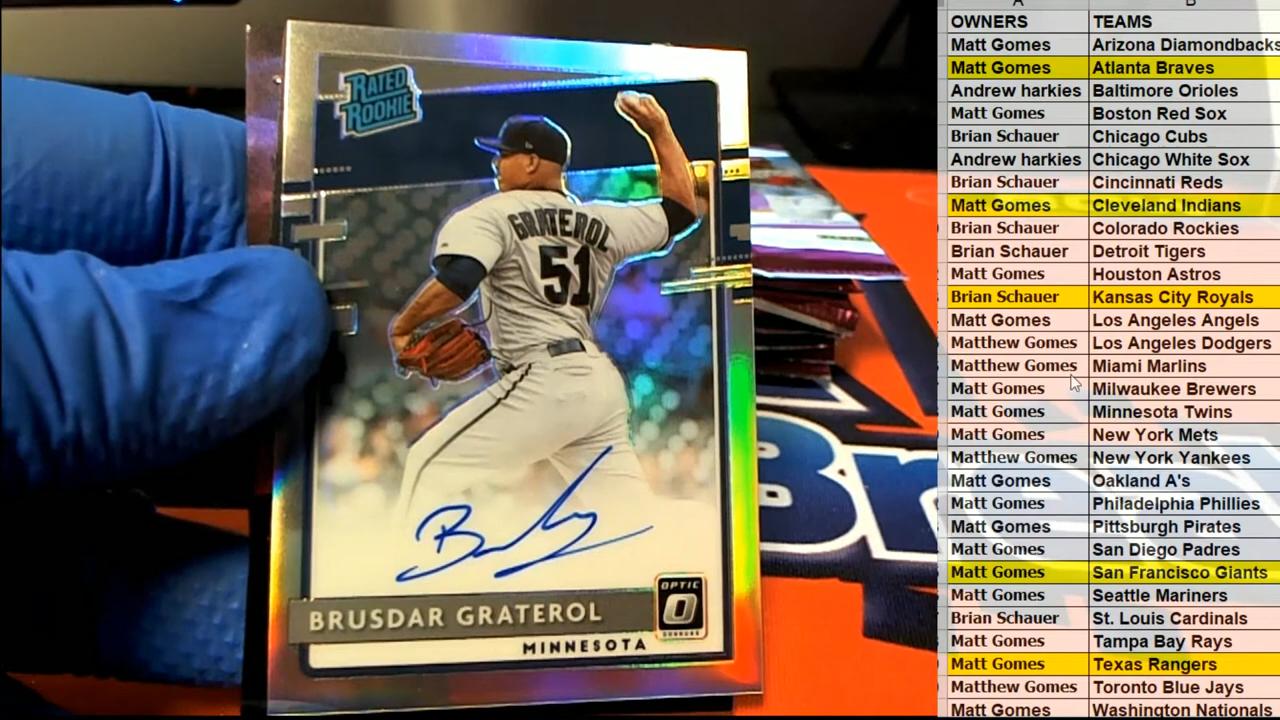 RATED
ROOKIE
GRATEROL
51
BRUSDAR GRATEROL
OPTIC
O
DONRUSS
MINNESOTA
A B
OWNERS TEAMS
Matt Gomes Arizona Diamondbacks
Matt Gomes Atlanta Braves
Andrew harkies Baltimore Orioles
Matt Gomes Boston Red Sox
Brian Schauer Chicago Cubs
Andrew harkies Chicago White Sox
Brian Schauer Cincinnati Reds
Matt Gomes Cleveland Indians
Brian Schauer Colorado Rockies
Brian Schauer Detroit Tigers
Matt Gomes Houston Astros
Brian Schauer Kansas City Royals
Matt Gomes Los Angeles Angels
Matthew Gomes Los Angeles Dodgers
Matthew Gomes Miami Marlins
Matt Gomes Milwaukee Brewers
Matt Gomes Minnesota Twins
Matt Gomes New York Mets
Matthew Gomes New York Yankees
Matt Gomes Oakland A's
Matt Gomes Philadelphia Phillies
Matt Gomes Pittsburgh Pirates
Matt Gomes San Diego Padres
Matt Gomes San Francisco Giants
Matt Gomes Seattle Mariners
Brian Schauer St. Louis Cardinals
Matt Gomes Tampa Bay Rays
Matt Gomes Texas Rangers
Matthew Gomes Toronto Blue Jays
Matt Gomes Washington Nationals